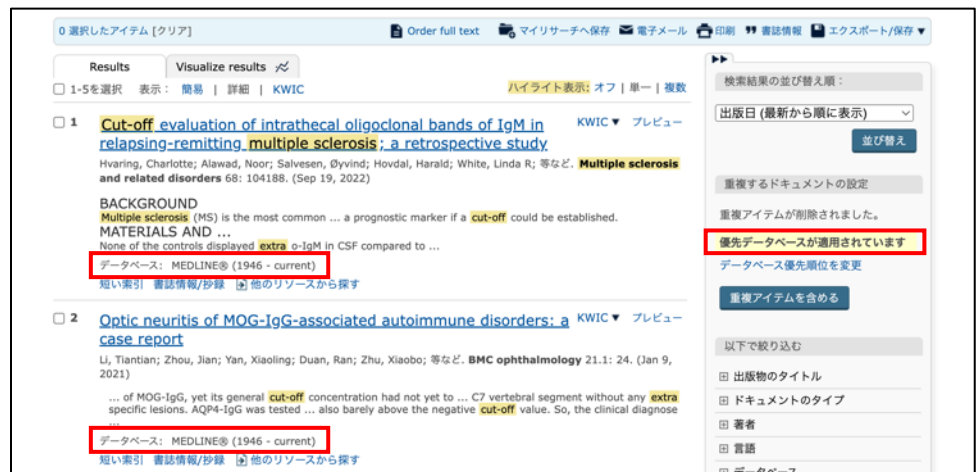 0 選択したアイテム [クリア]
Order full text マイリサーチへ保存 電子メール 印刷 書誌情報 エクスポート/保存 ▼
Results
Visualize results
1-5を選択 表示： 簡易 | 詳細 | KWIC
ハイライト表示: オフ | 単一 | 複数
1 Cut-off evaluation of intrathecal oligoclonal bands of IgM in
relapsing-remitting multiple sclerosis; a retrospective study
KWIC ▼ プレビュー
Hvaring, Charlotte; Alawad, Noor; Salvesen, Øyvind; Hovdal, Harald; White, Linda R; 等など. Multiple sclerosis
and related disorders 68: 104188. (Sep 19, 2022)
BACKGROUND
Multiple sclerosis (MS) is the most common ... a prognostic marker if a cut-off could be established.
MATERIALS AND ...
None of the controls displayed extra o-IgM in CSF compared to ...
データベース： MEDLINE® (1946 - current)
短い索引 書誌情報/抄録 他のリソースから探す
2 Optic neuritis of MOG-IgG-associated autoimmune disorders: a
case report
KWIC ▼ プレビュー
Li, Tiantian; Zhou, Jian; Yan, Xiaoling; Duan, Ran; Zhu, Xiaobo; 等など. BMC ophthalmology 21.1: 24. (Jan 9,
2021)
... of MOG-IgG, yet its general cut-off concentration had not yet to ... C7 vertebral segment without any extra
specific lesions. AQP4-IgG was tested ... also barely above the negative cut-off value. So, the clinical diagnose
...
データベース： MEDLINE® (1946 - current)
短い索引 書誌情報/抄録 他のリソースから探す
検索結果の並び替え順：
出版日 (最新から順に表示)
並び替え
重複するドキュメントの設定
重複アイテムが削除されました。
優先データベースが適用されています
データベース優先順位を変更
重複アイテムを含める
以下で絞り込む
出版物のタイトル
ドキュメントのタイプ
著者
言語
データベース